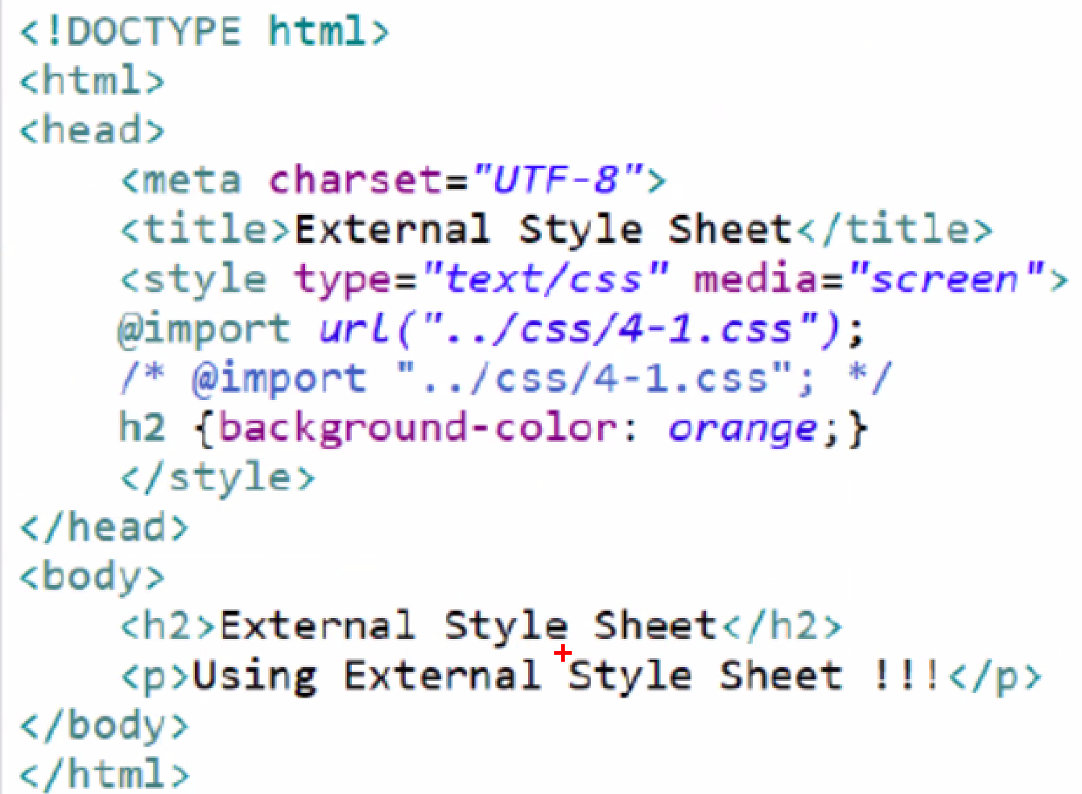 <!DOCTYPE html>
<html>
<head>
<meta charset="UTF-8">
<title>External Style Sheet</title>
<style type="text/css" media="screen">
@import url("../css/4-1.css");
/* @import "../css/4-1.css"; */
h2 {background-color: orange;}
</style>
</head>
<body>
<h2>External Style Sheet</h2>
<p>Using External Style Sheet !!!</p>
</body>
</html>